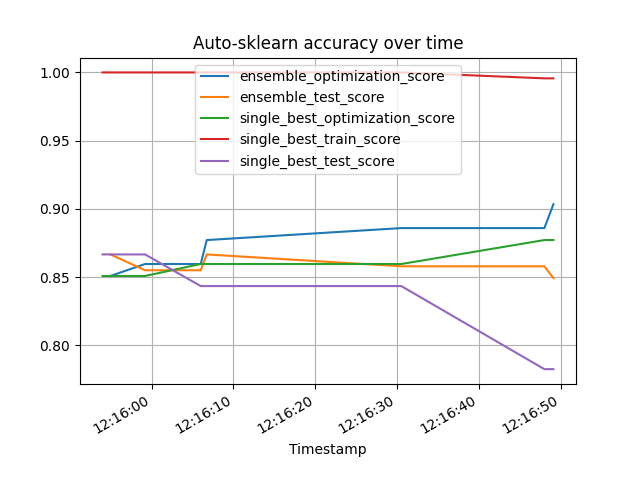 Auto-sklearn accuracy over time
1.00
0.95
0.90
0.85
0.80
ensemble_optimization_score
ensemble_test_score
single_best_optimization_score
single_best_train_score
single_best_test_score
12:16:00
12:16:10
12:16:20
12:16:30
12:16:40
12:16:50
Timestamp